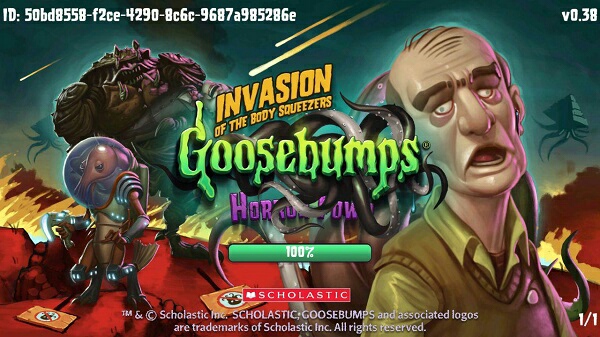 ID: 50bd8558-f2ce-4290-8c6c-9687a985286e
v0.38
INVASION
OF THE BODY SQUEEZERS
Goosebumps®
100%
SCHOLASTIC
™ & © Scholastic Inc. SCHOLASTIC, GOOSEBUMPS and associated logos
are trademarks of Scholastic Inc. All rights reserved.
1/1